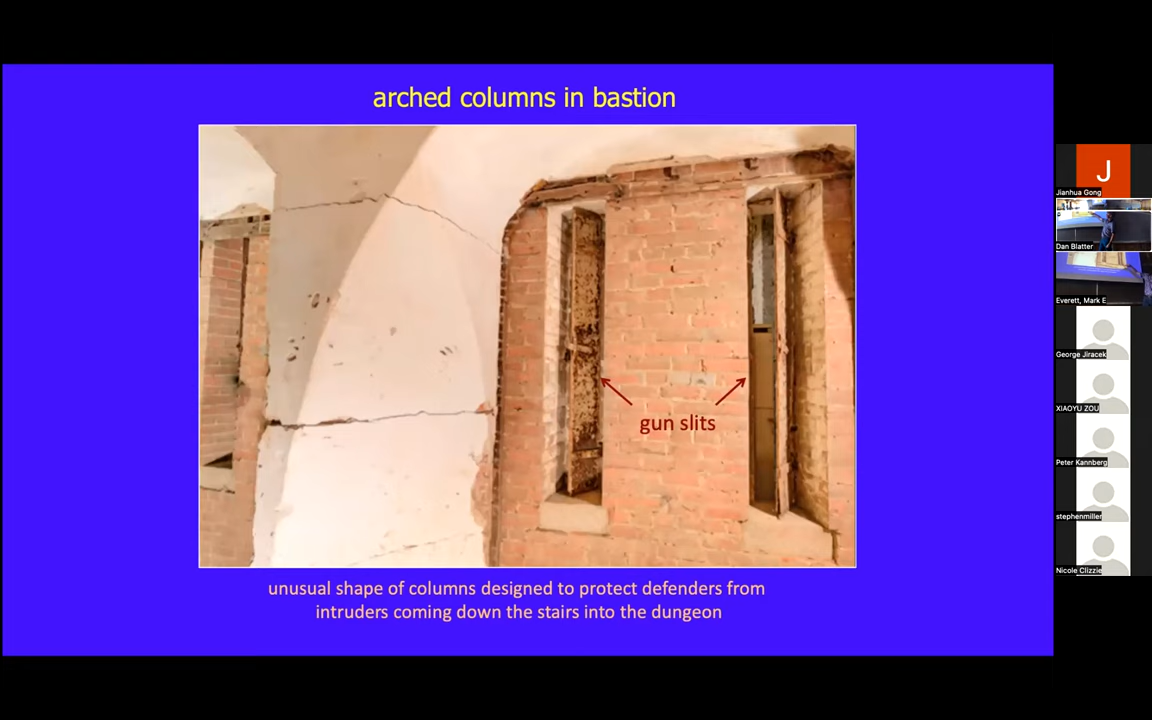 arched columns in bastion
gun slits
unusual shape of columns designed to protect defenders from
intruders coming down the stairs into the dungeon
J
Jianhua Gong
Dan Blatter
Everett, Mark E
George Jiracek
XIAOYU ZOU
Peter Kannberg
stephenmiller
Nicole Clizzie